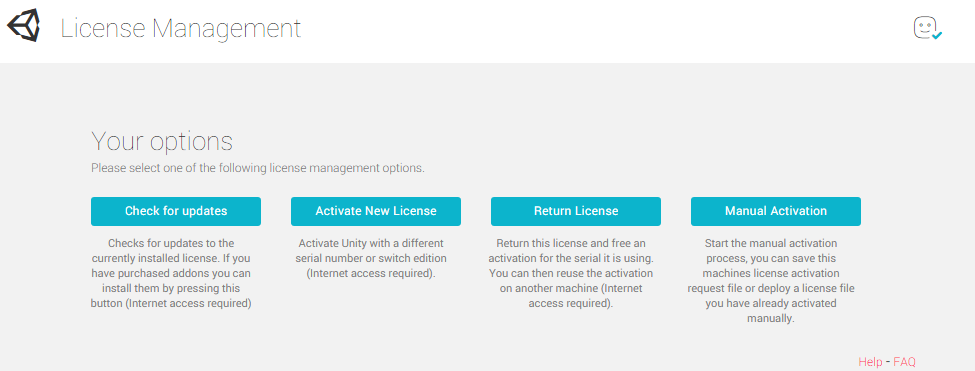 License Management
Your options
Please select one of the following license management options.
Check for updates
Checks for updates to the
currently installed license. If you
have purchased addons you can
install them by pressing this
button (Internet access required)
Activate New License
Activate Unity with a different
serial number or switch edition
(Internet access required).
Return License
Return this license and free an
activation for the serial it is using.
You can then reuse the activation
on another machine (Internet
access required).
Manual Activation
Start the manual activation
process, you can save this
machines license activation
request file or deploy a license file
you have already activated
manually.
Help - FAQ